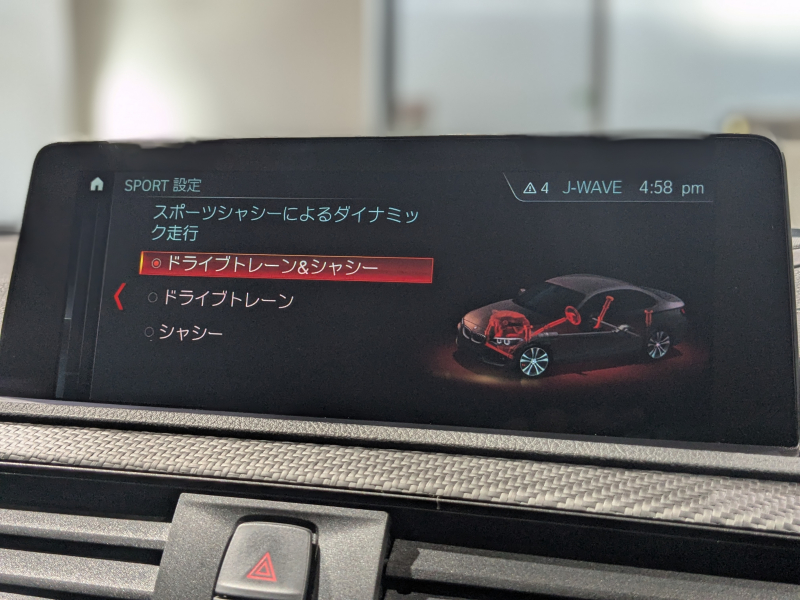 SPORT 設定
4 J-WAVE 4:58 pm
スポーツシャシーによるダイナミッ
ク走行
ドライブトレーン&シャシー
ドライブトレーン
シャシー